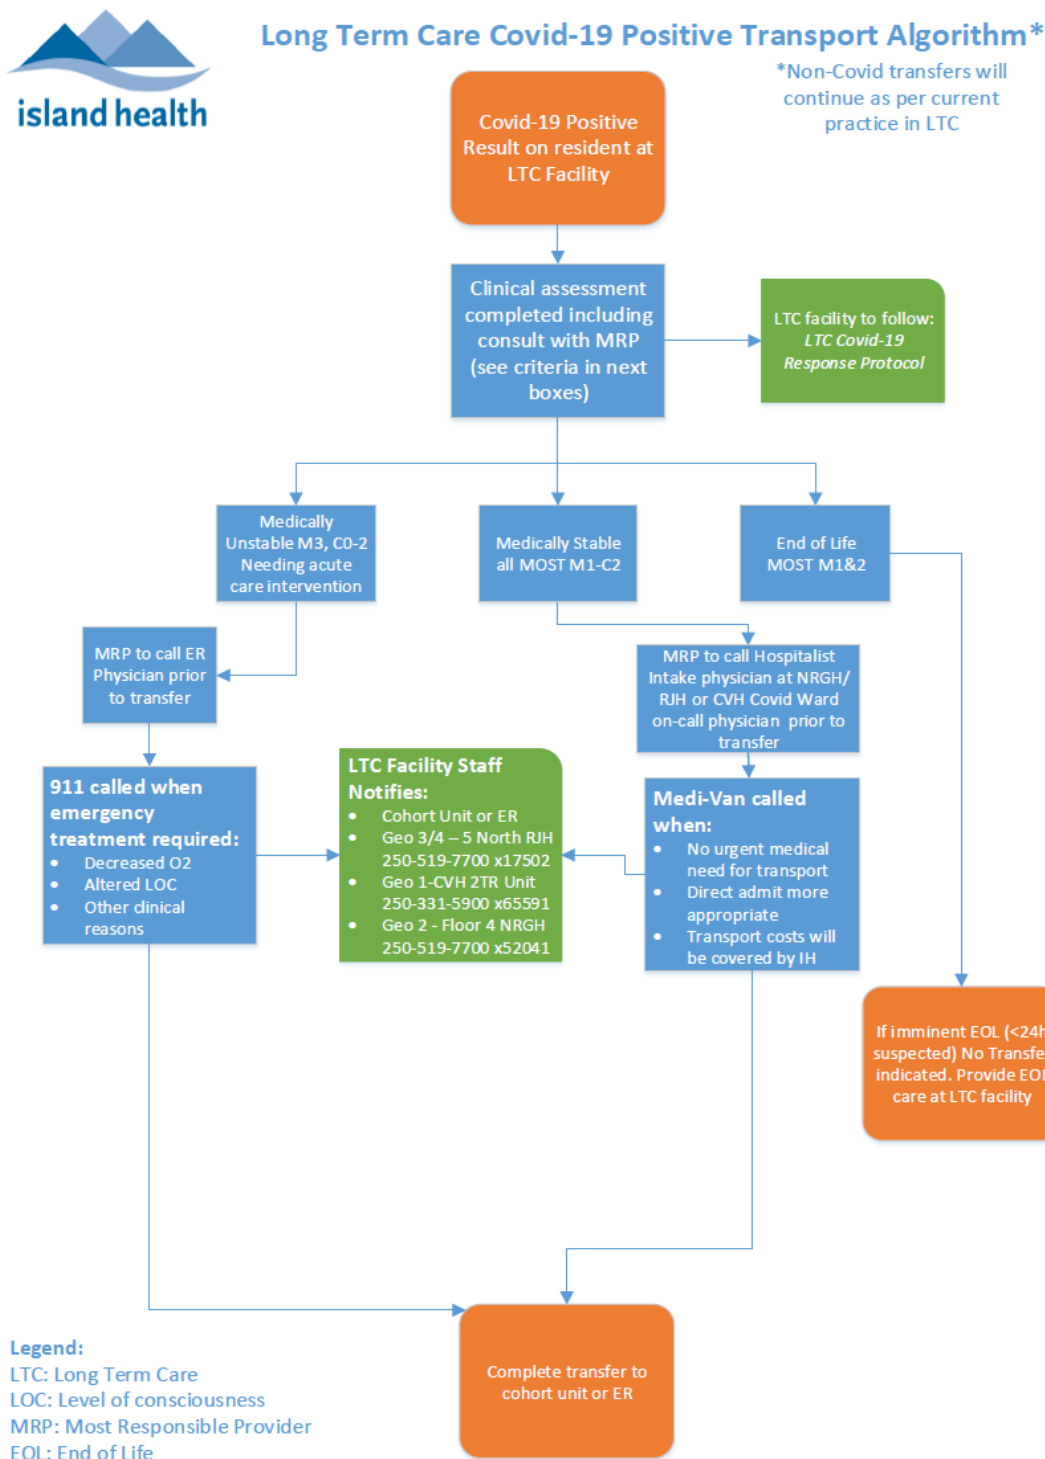 island health
Long Term Care Covid-19 Positive Transport Algorithm*
*Non-Covid transfers will
continue as per current
practice in LTC
Covid-19 Positive
Result on resident at
LTC Facility
Clinical assessment
completed including
consult with MRP
(see criteria in next
boxes)
LTC facility to follow:
LTC Covid-19
Response Protocol
Medically
Unstable M3, C0-2
Needing acute
care intervention
Medically Stable
all MOST M1-C2
End of Life
MOST M1&2
MRP to call ER
Physician prior
to transfer
MRP to call Hospitalist
Intake physician at NRGH/
RJH or CVH Covid Ward
on-call physician prior to
transfer
911 called when
emergency
treatment required:
• Decreased O2
• Altered LOC
• Other clinical
reasons
LTC Facility Staff
Notifies:
• Cohort Unit or ER
• Geo 3/4 – 5 North RJH
250-519-7700 x17502
• Geo 1-CVH 2TR Unit
250-331-5900 x65591
• Geo 2 - Floor 4 NRGH
250-519-7700 x52041
Medi-Van called
when:
• No urgent medical
need for transport
• Direct admit more
appropriate
• Transport costs will
be covered by IH
If imminent EOL (<24h
suspected) No Transfe
indicated. Provide EOL
care at LTC facility
Complete transfer to
cohort unit or ER
Legend:
LTC: Long Term Care
LOC: Level of consciousness
MRP: Most Responsible Provider
EOL: End of Life